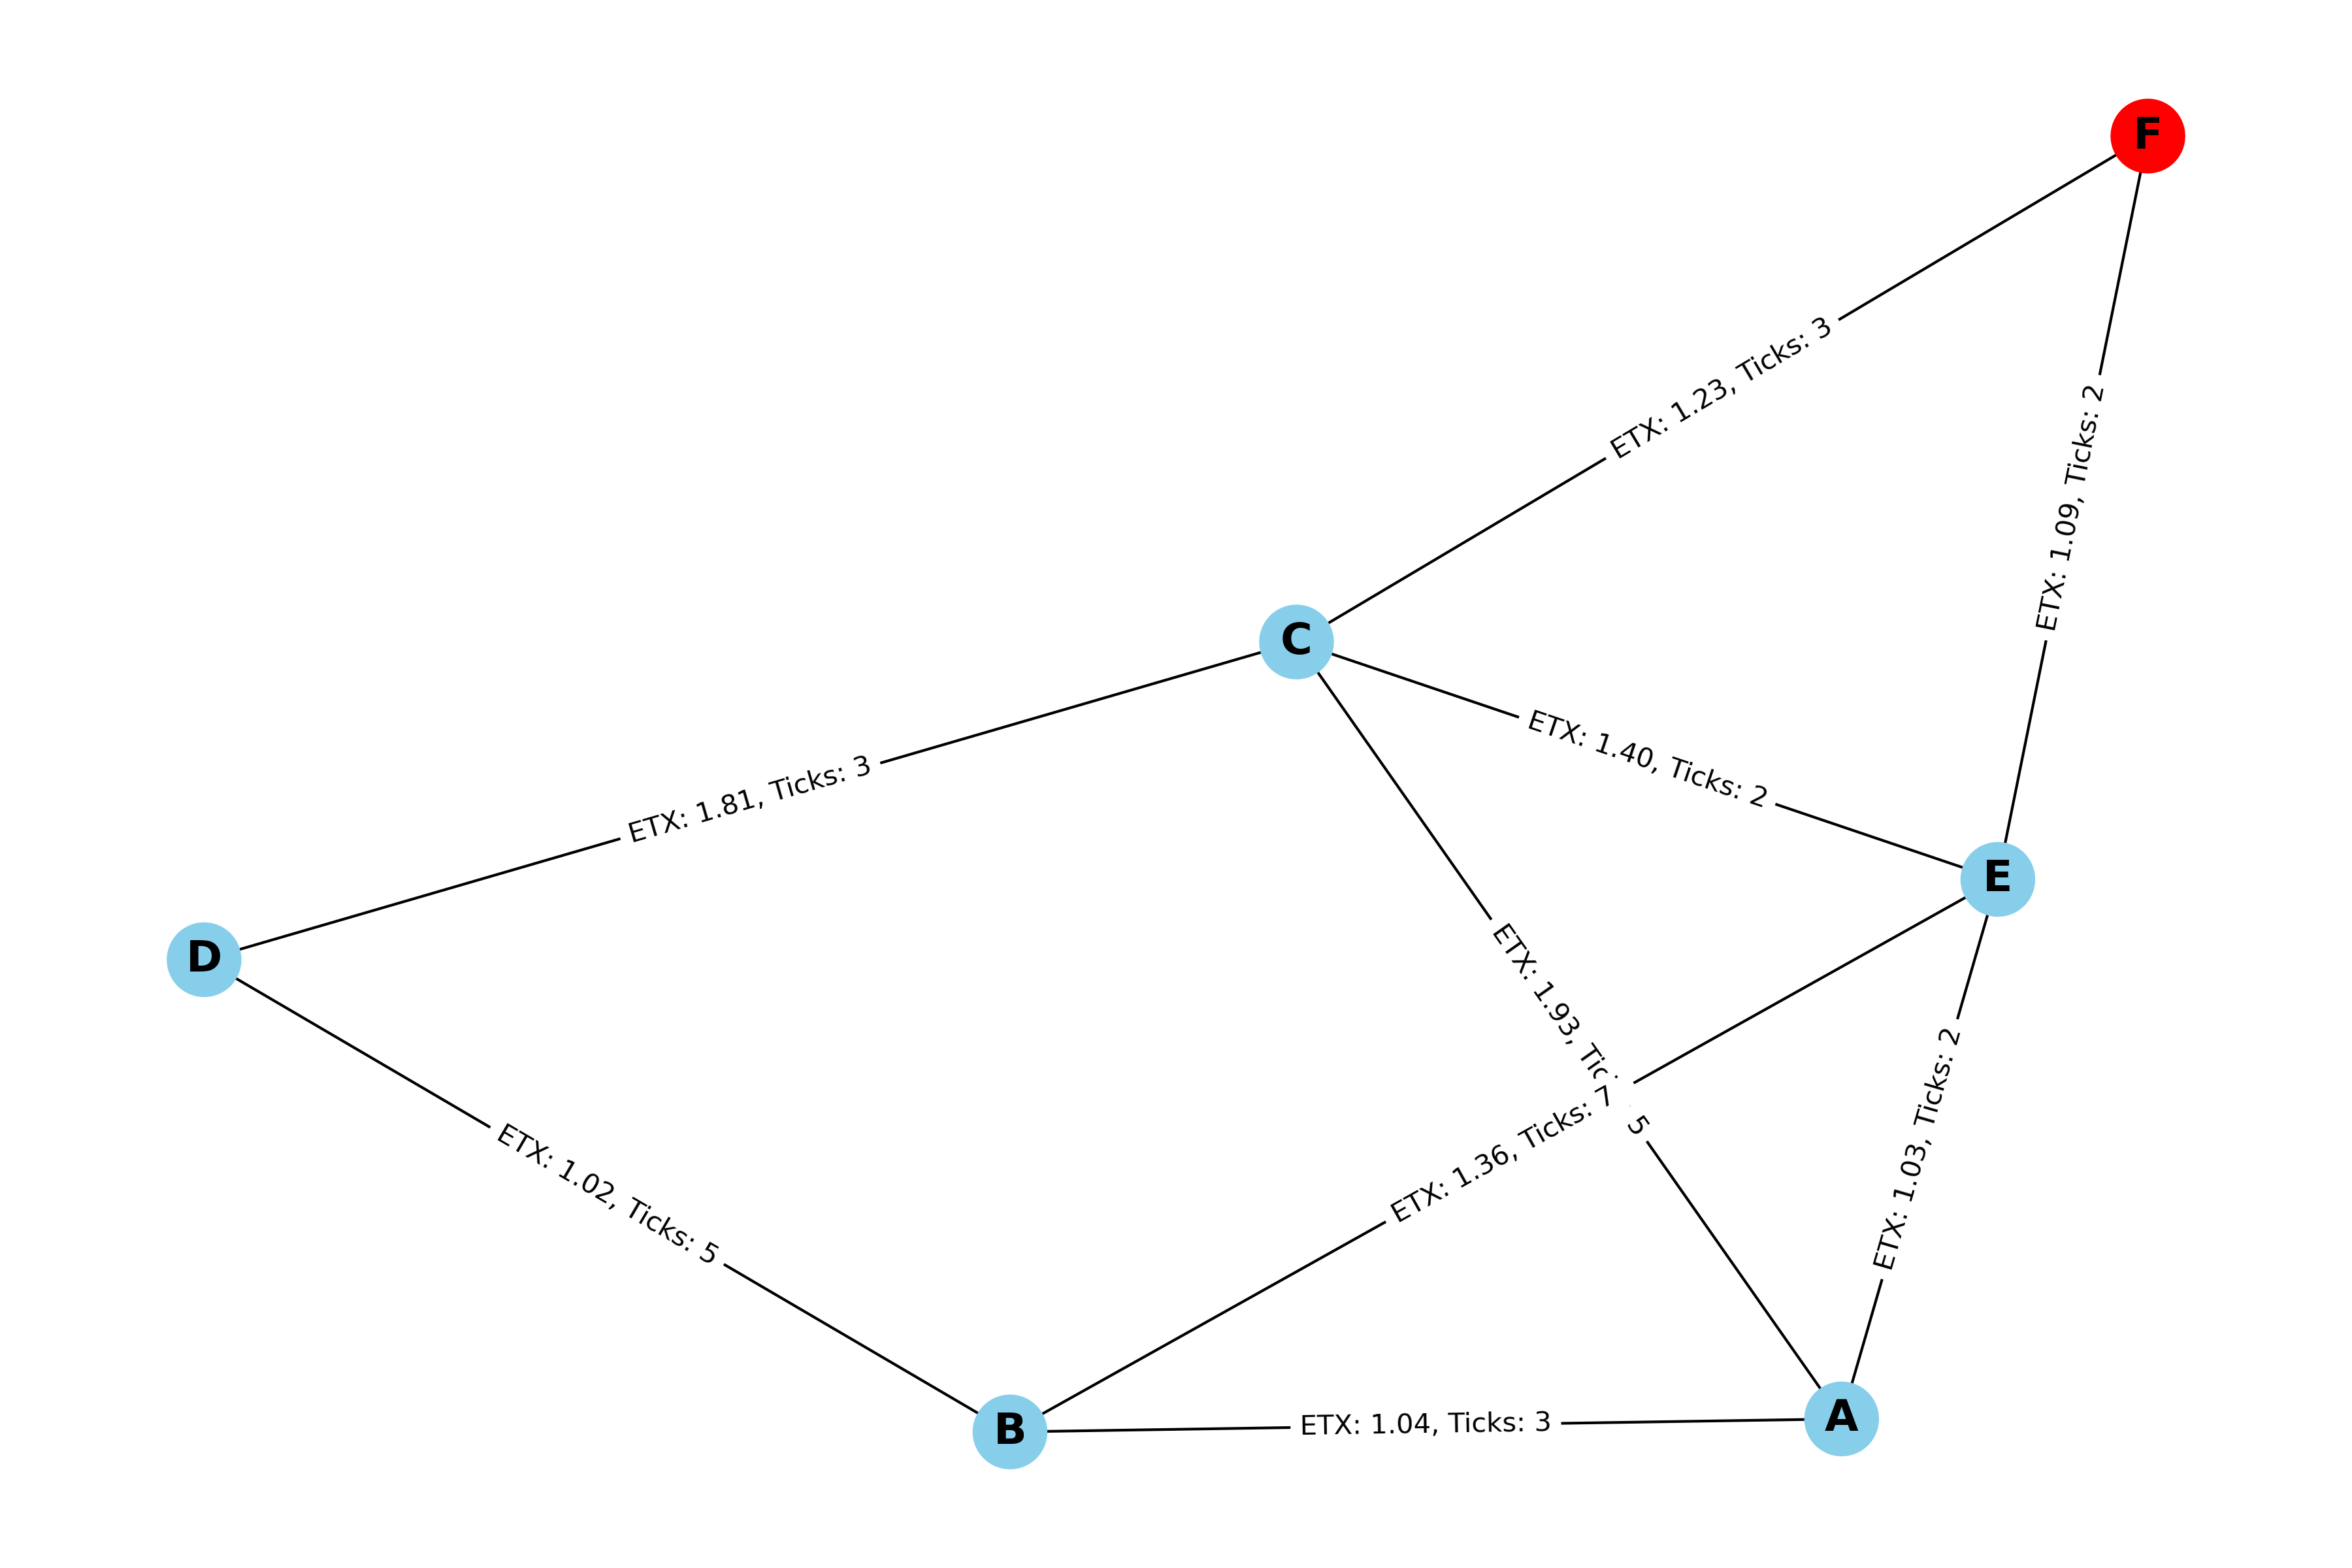 F
ETX: 1.23, Ticks: 3
ETX: 1.09, Ticks: 2
C
ETX: 1.40, Ticks: 2
ETX: 1.81, Ticks: 3
E
D
ETX: 1.93, 5
ETX: 1.36, Ticks: 7
ETX: 1.03, Ticks: 2
ETX: 1.02, Ticks: 5
B
ETX: 1.04, Ticks: 3
A